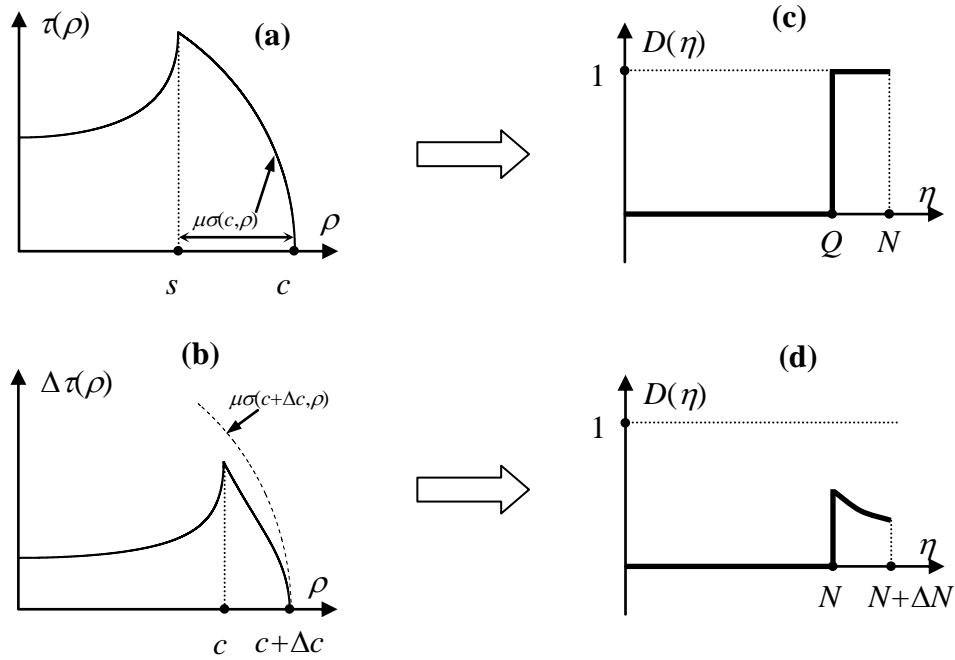 τ(ρ)
(a)
μσ(c,ρ)
ρ
s
c
(c)
D(η)
1
η
Q
N
(b)
Δτ(ρ)
μσ(c+Δc,ρ)
ρ
c
c+Δc
(d)
D(η)
1
η
N
N+ΔN